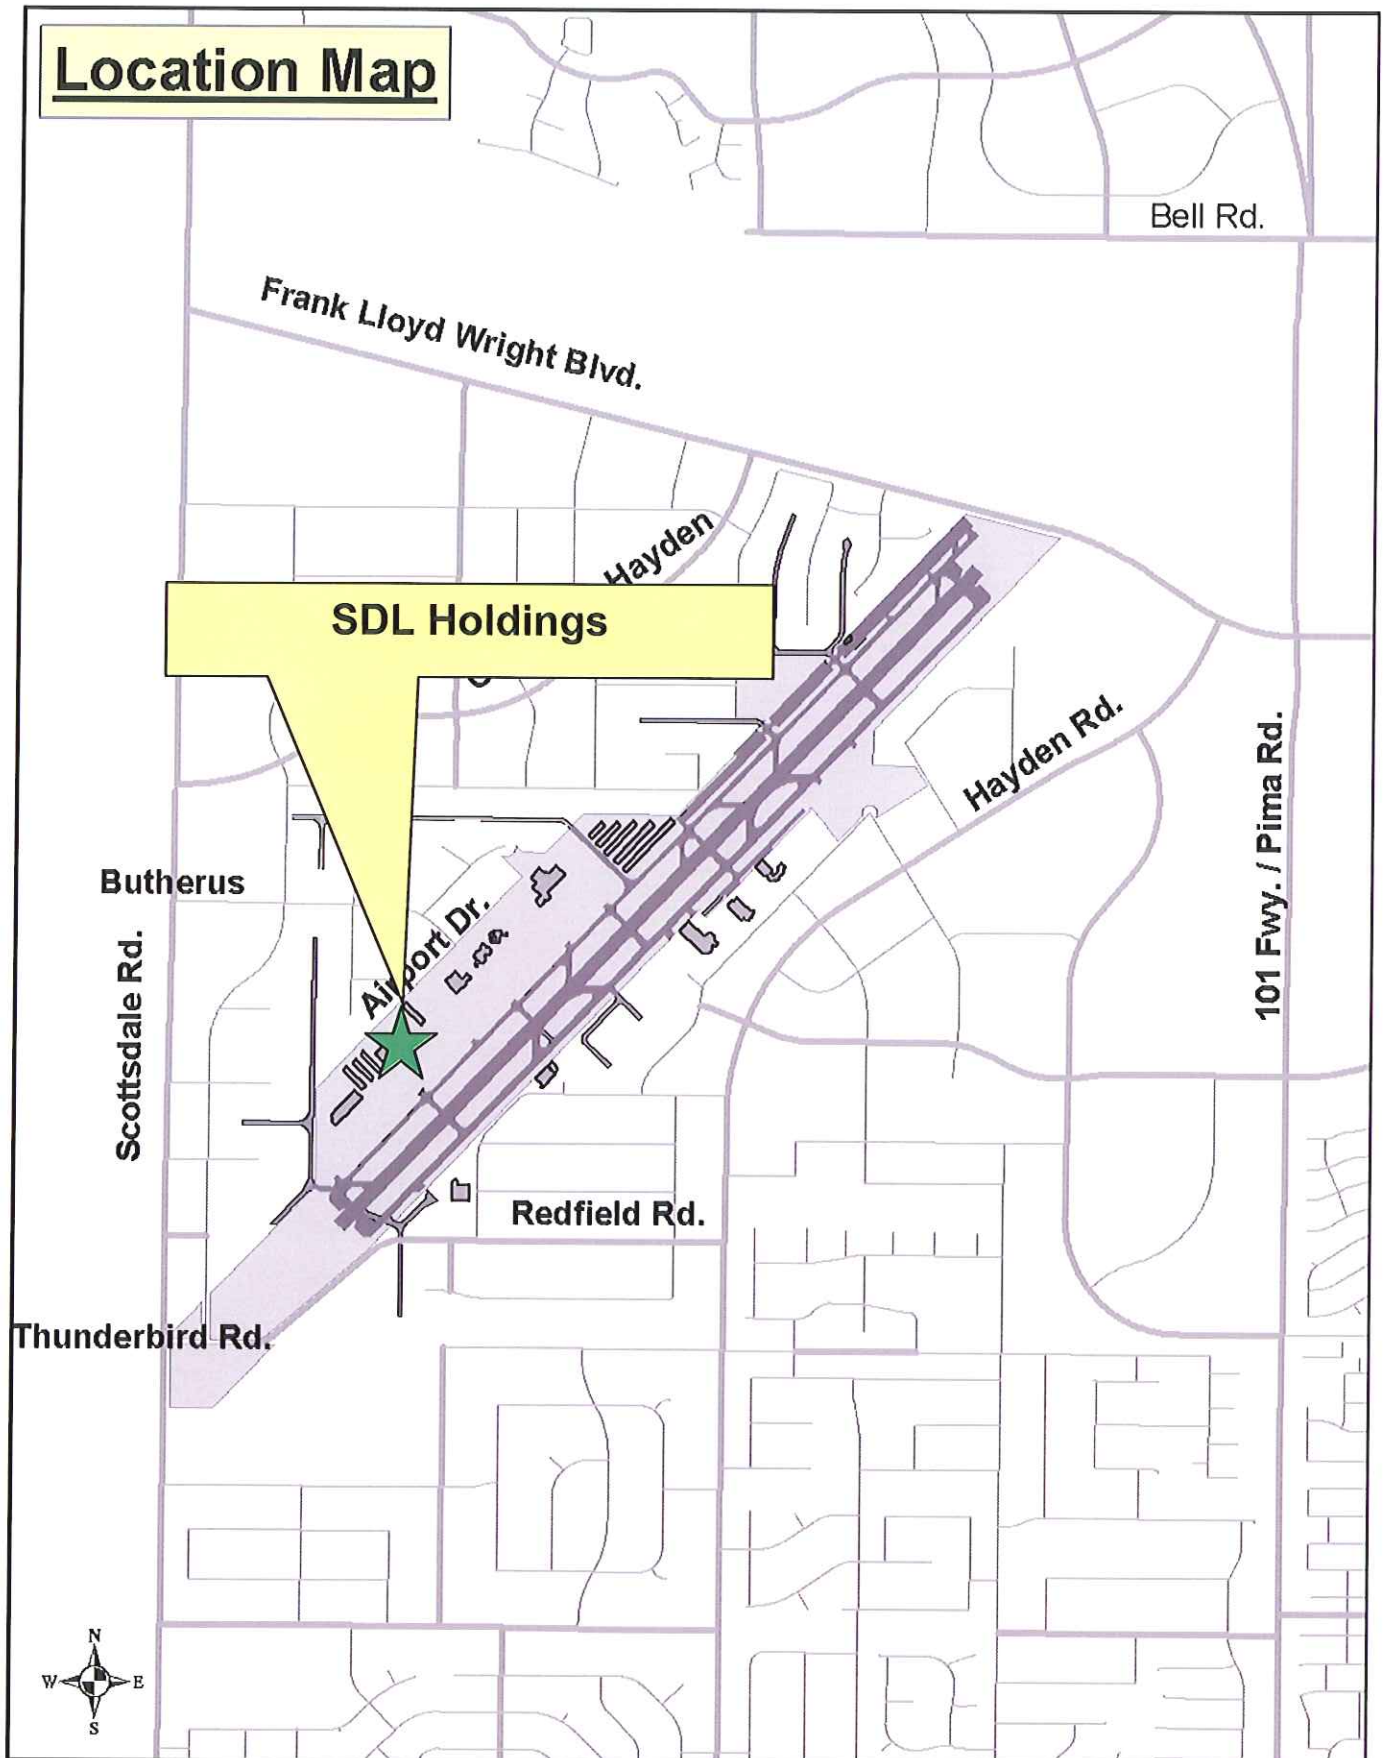 Location Map
Bell Rd.
Frank Lloyd Wright Blvd.
Hayden
SDL Holdings
Hayden Rd.
101 Fwy. / Pima Rd.
Butherus
Airport Dr.
Scottsdale Rd.
Redfield Rd.
Thunderbird Rd.
N
W E
S